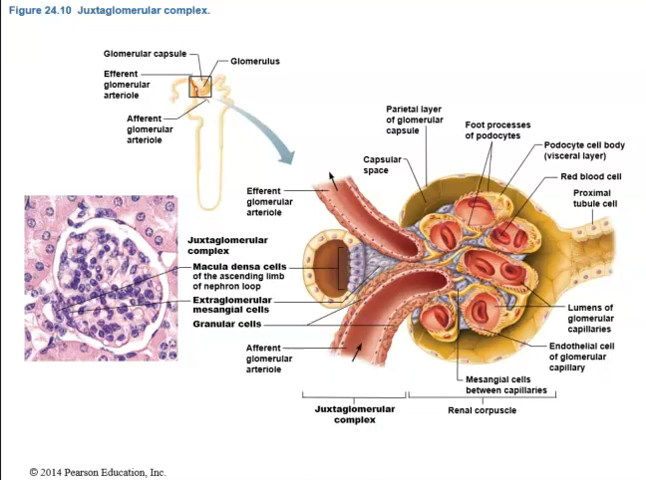 Figure 24.10 Juxtaglomerular complex.
Glomerular capsule
Glomerulus
Efferent
glomerular
arteriole
Afferent
glomerular
arteriole
Parietal layer
of glomerular
capsule
Foot processes
of podocytes
Podocyte cell body
(visceral layer)
Capsular
space
Red blood cell
Efferent
glomerular
arteriole
Proximal
tubule cell
Juxtaglomerular
complex
Macula densa cells
of the ascending limb
of nephron loop
Extraglomerular
mesangial cells
Granular cells
Afferent
glomerular
arteriole
Lumens of
glomerular
capillaries
Endothelial cell
of glomerular
capillary
Mesangial cells
between capillaries
Juxtaglomerular
complex
Renal corpuscle
© 2014 Pearson Education, Inc.